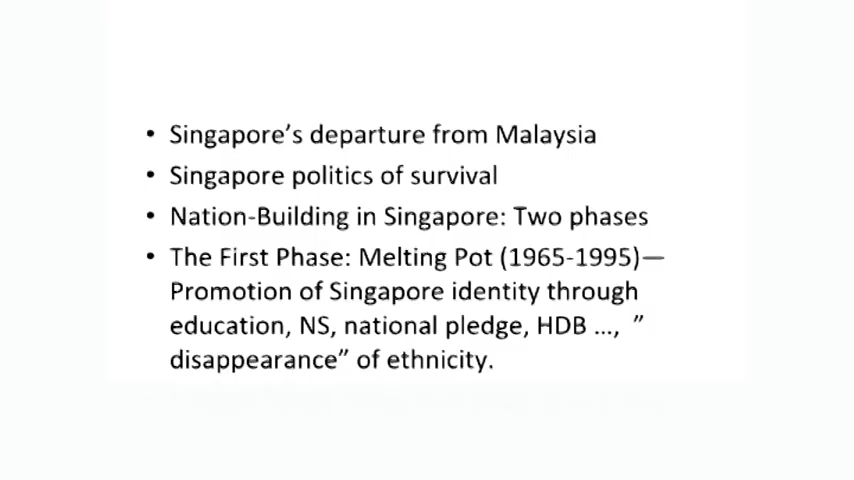 • Singapore’s departure from Malaysia
• Singapore politics of survival
• Nation-Building in Singapore: Two phases
• The First Phase: Melting Pot (1965-1995)—
Promotion of Singapore identity through
education, NS, national pledge, HDB ..., ”
disappearance” of ethnicity.